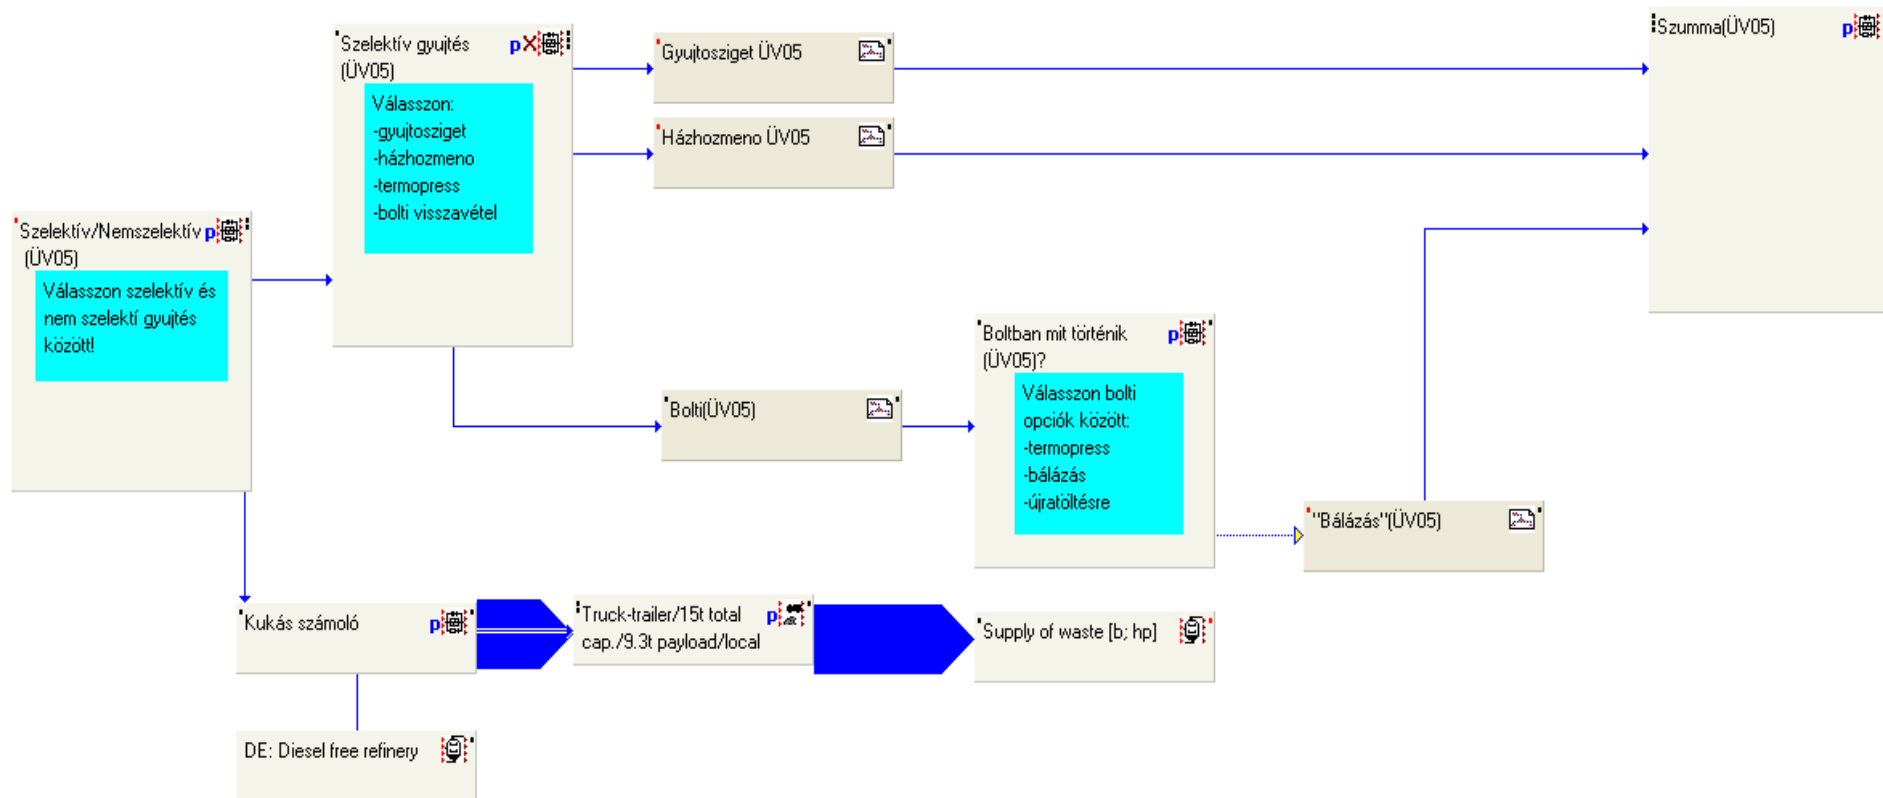 Szelektív/Nemszelektív p
(ÜV05)
Válasszon szelektív és
nem szelektí gyujtés
között!
Szelektív gyujtés pX
(ÜV05)
Válasszon:
-gyujtosziget
-házhozmeno
-termopress
-bolti visszavétel
Gyujtosziget ÜV05
Házhozmeno ÜV05
Szumma(ÜV05) p
Bolti(ÜV05)
Boltban mit történik p
(ÜV05)?
Válasszon bolti
opciók között:
-termopress
-bálázás
-újratöltésre
"Bálázás"(ÜV05)
Kukás számoló p
Truck-trailer/15t total p
cap./9.3t payload/local
Supply of waste [b; hp]
DE: Diesel free refinery